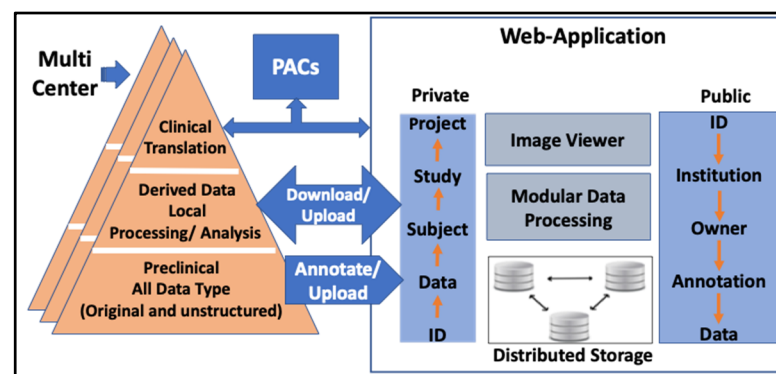 Multi
Center
Clinical
Translation
Derived Data
Local
Processing/ Analysis
Preclinical
All Data Type
(Original and unstructured)
PACs
Download/
Upload
Annotate/
Upload
Web-Application
Private
Project
Study
Subject
Data
ID
Image Viewer
Modular Data
Processing
Distributed Storage
Public
ID
Institution
Owner
Annotation
Data